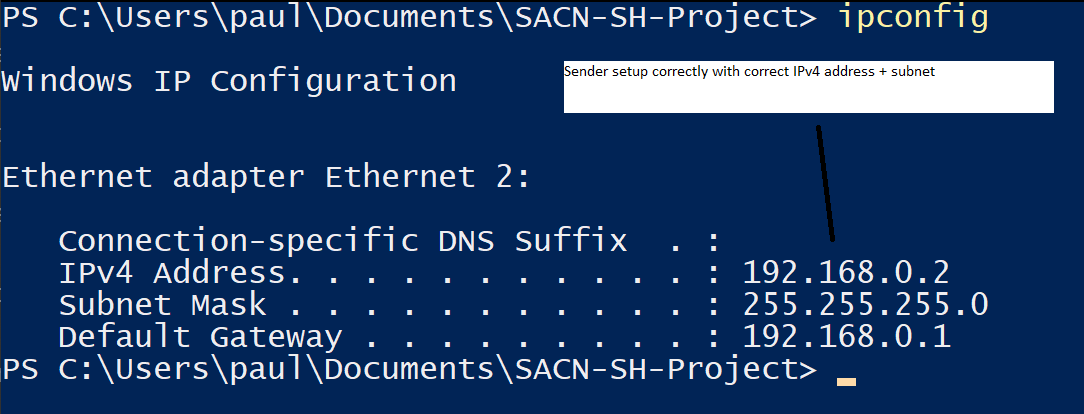 PS C:\Users\paul\Documents\SACN-SH-Project> ipconfig
Windows IP Configuration
Sender setup correctly with correct IPv4 address + subnet
Ethernet adapter Ethernet 2:
Connection-specific DNS Suffix . :
IPv4 Address. . . . . . . . . . . : 192.168.0.2
Subnet Mask . . . . . . . . . . . : 255.255.255.0
Default Gateway . . . . . . . . . : 192.168.0.1
PS C:\Users\paul\Documents\SACN-SH-Project>